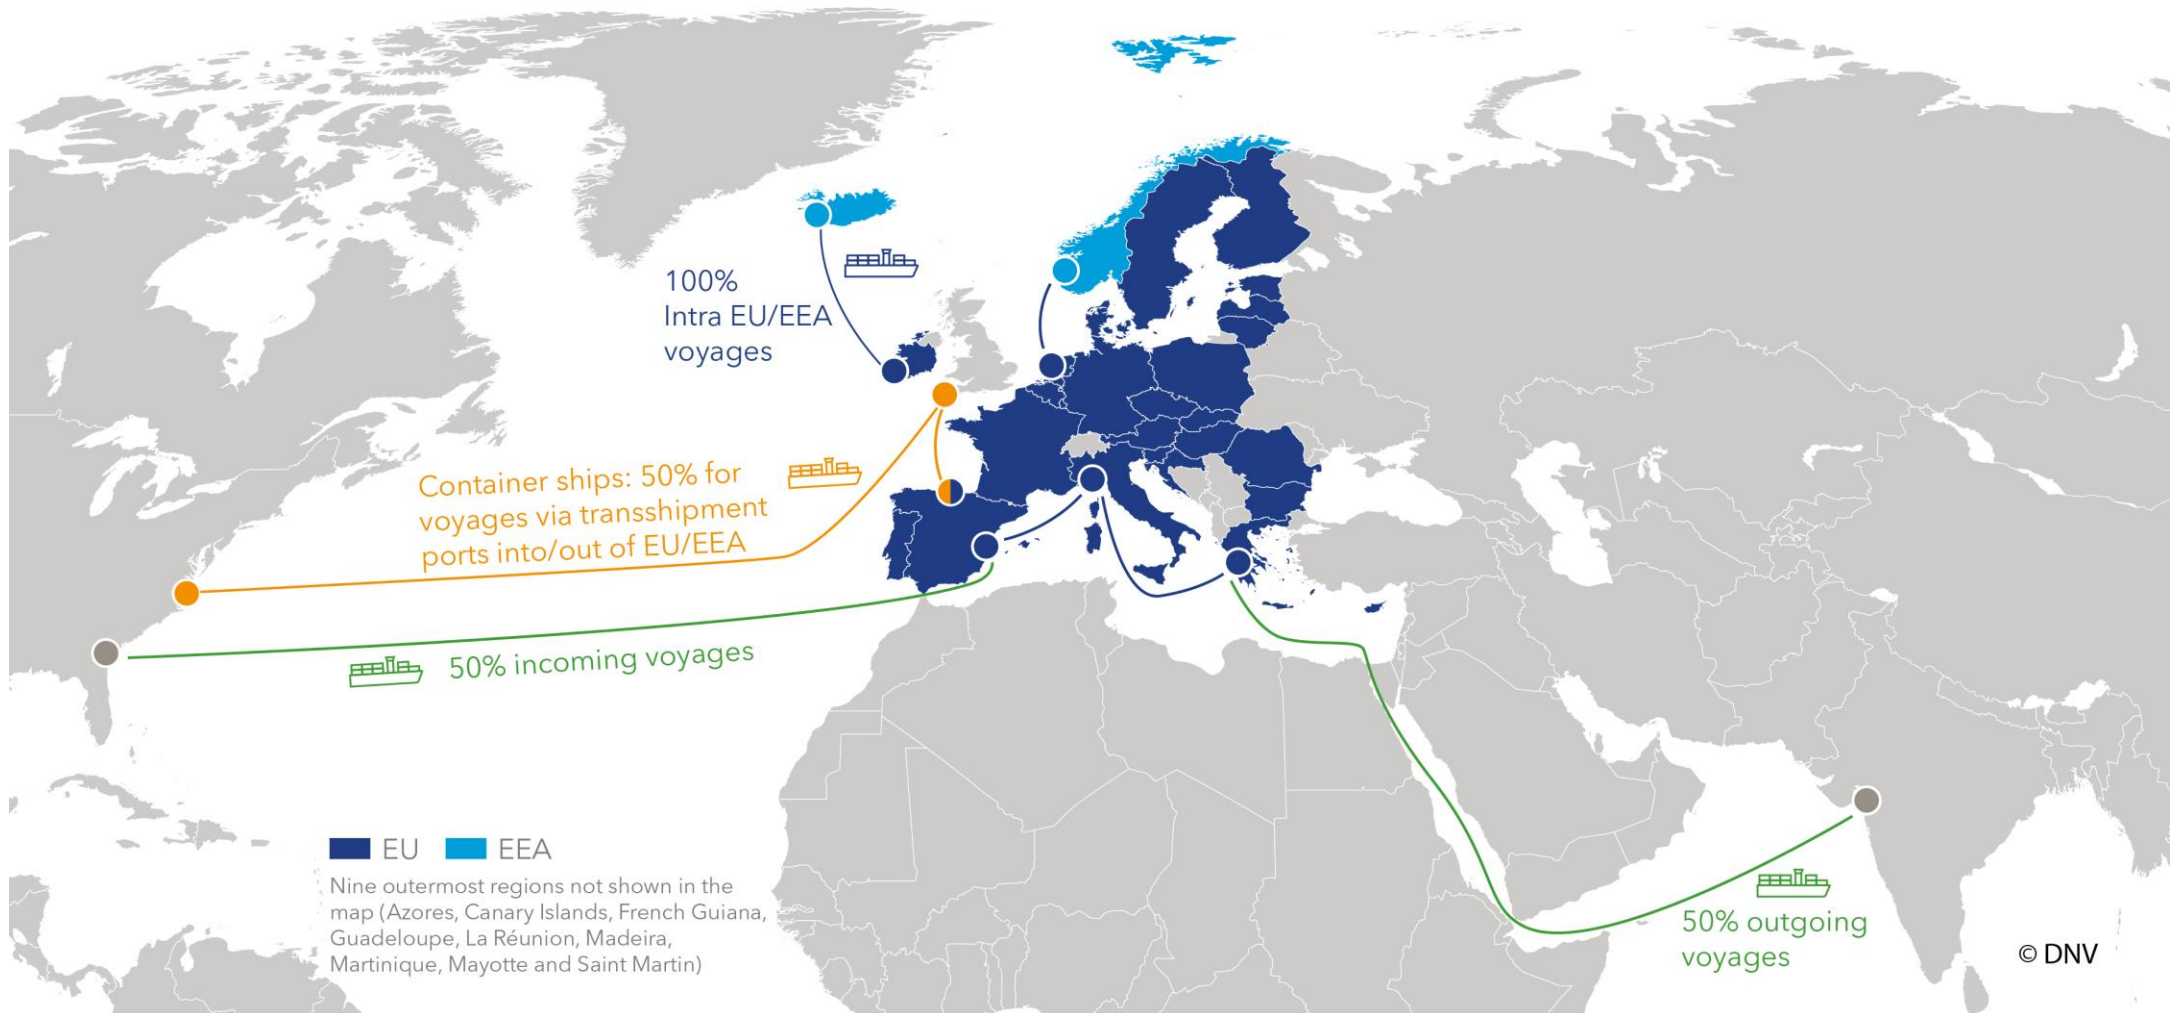 100%
Intra EU/EEA
voyages
Container ships: 50% for
voyages via transshipment
ports into/out of EU/EEA
50% incoming voyages
EU
EEA
Nine outermost regions not shown in the
map (Azores, Canary Islands, French Guiana,
Guadeloupe, La Réunion, Madeira,
Martinique, Mayotte and Saint Martin)
50% outgoing
voyages
© DNV